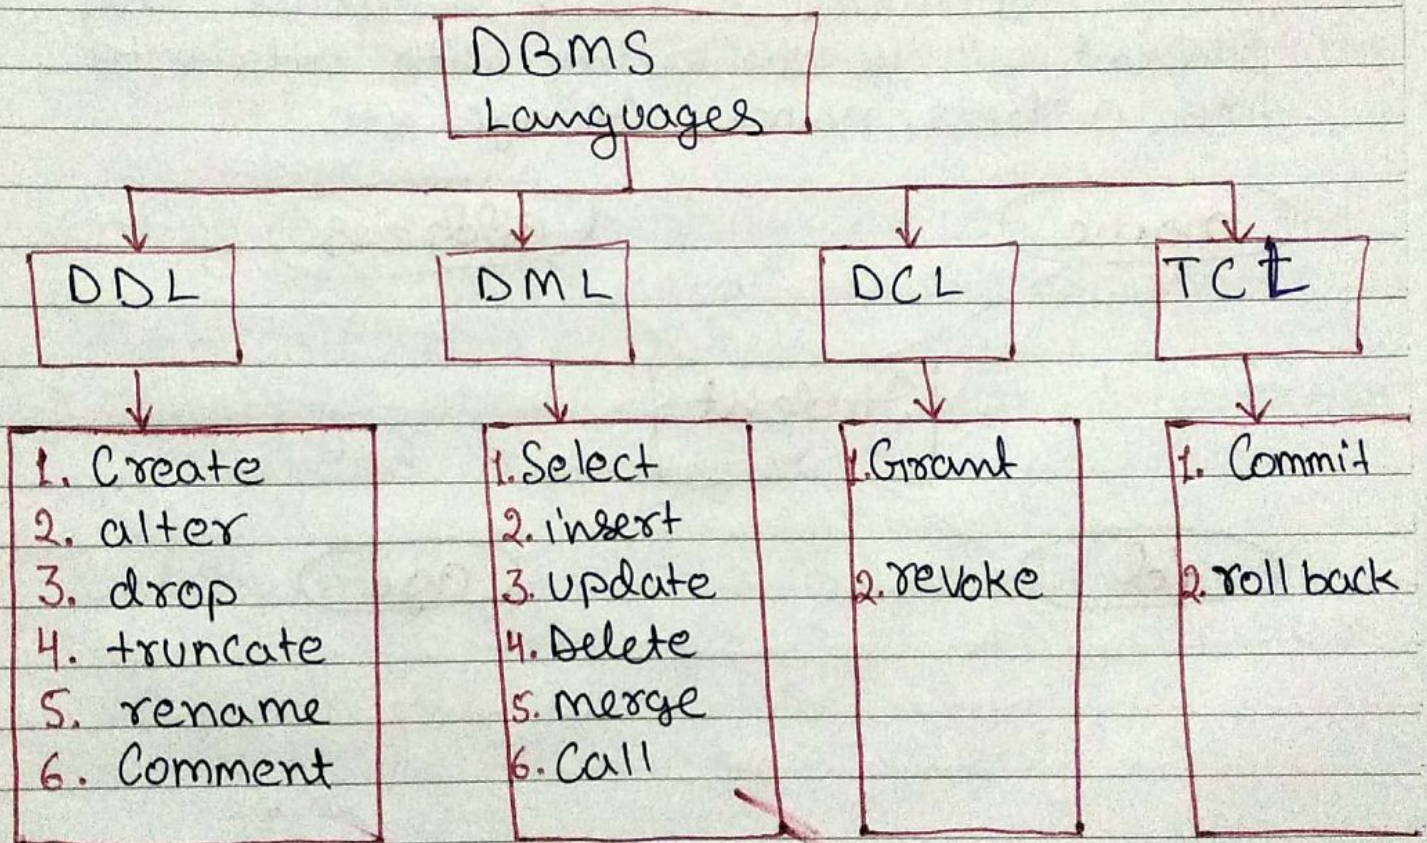 DBMS
Languages
DDL
DML
DCL
TCL
1. Create
2. alter
3. drop
4. truncate
5. rename
6. Comment
1. Select
2. insert
3. update
4. Delete
5. merge
6. Call
1. Grant
2. revoke
1. Commit
2. roll back